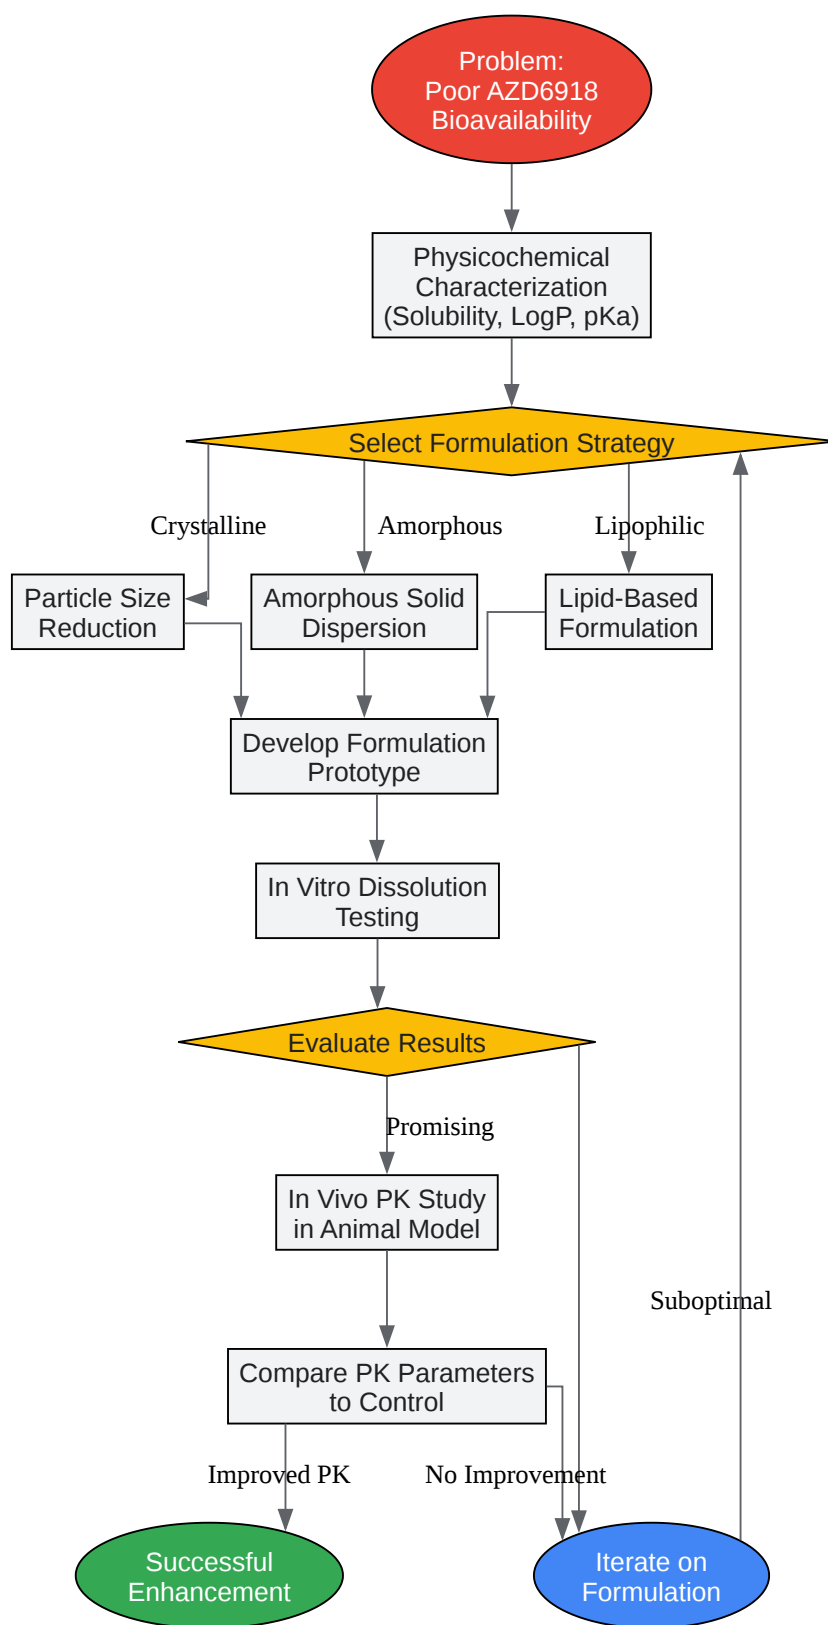 Problem:
Poor AZD6918
Bioavailability
Physicochemical
Characterization
(Solubility, LogP, pKa)
Select Formulation Strategy
Crystalline
Amorphous
Lipophilic
Particle Size
Reduction
Amorphous Solid
Dispersion
Lipid-Based
Formulation
Develop Formulation
Prototype
In Vitro Dissolution
Testing
Evaluate Results
Promising
In Vivo PK Study
in Animal Model
Suboptimal
Compare PK Parameters
to Control
Improved PK
No Improvement
Successful
Enhancement
Iterate on
Formulation